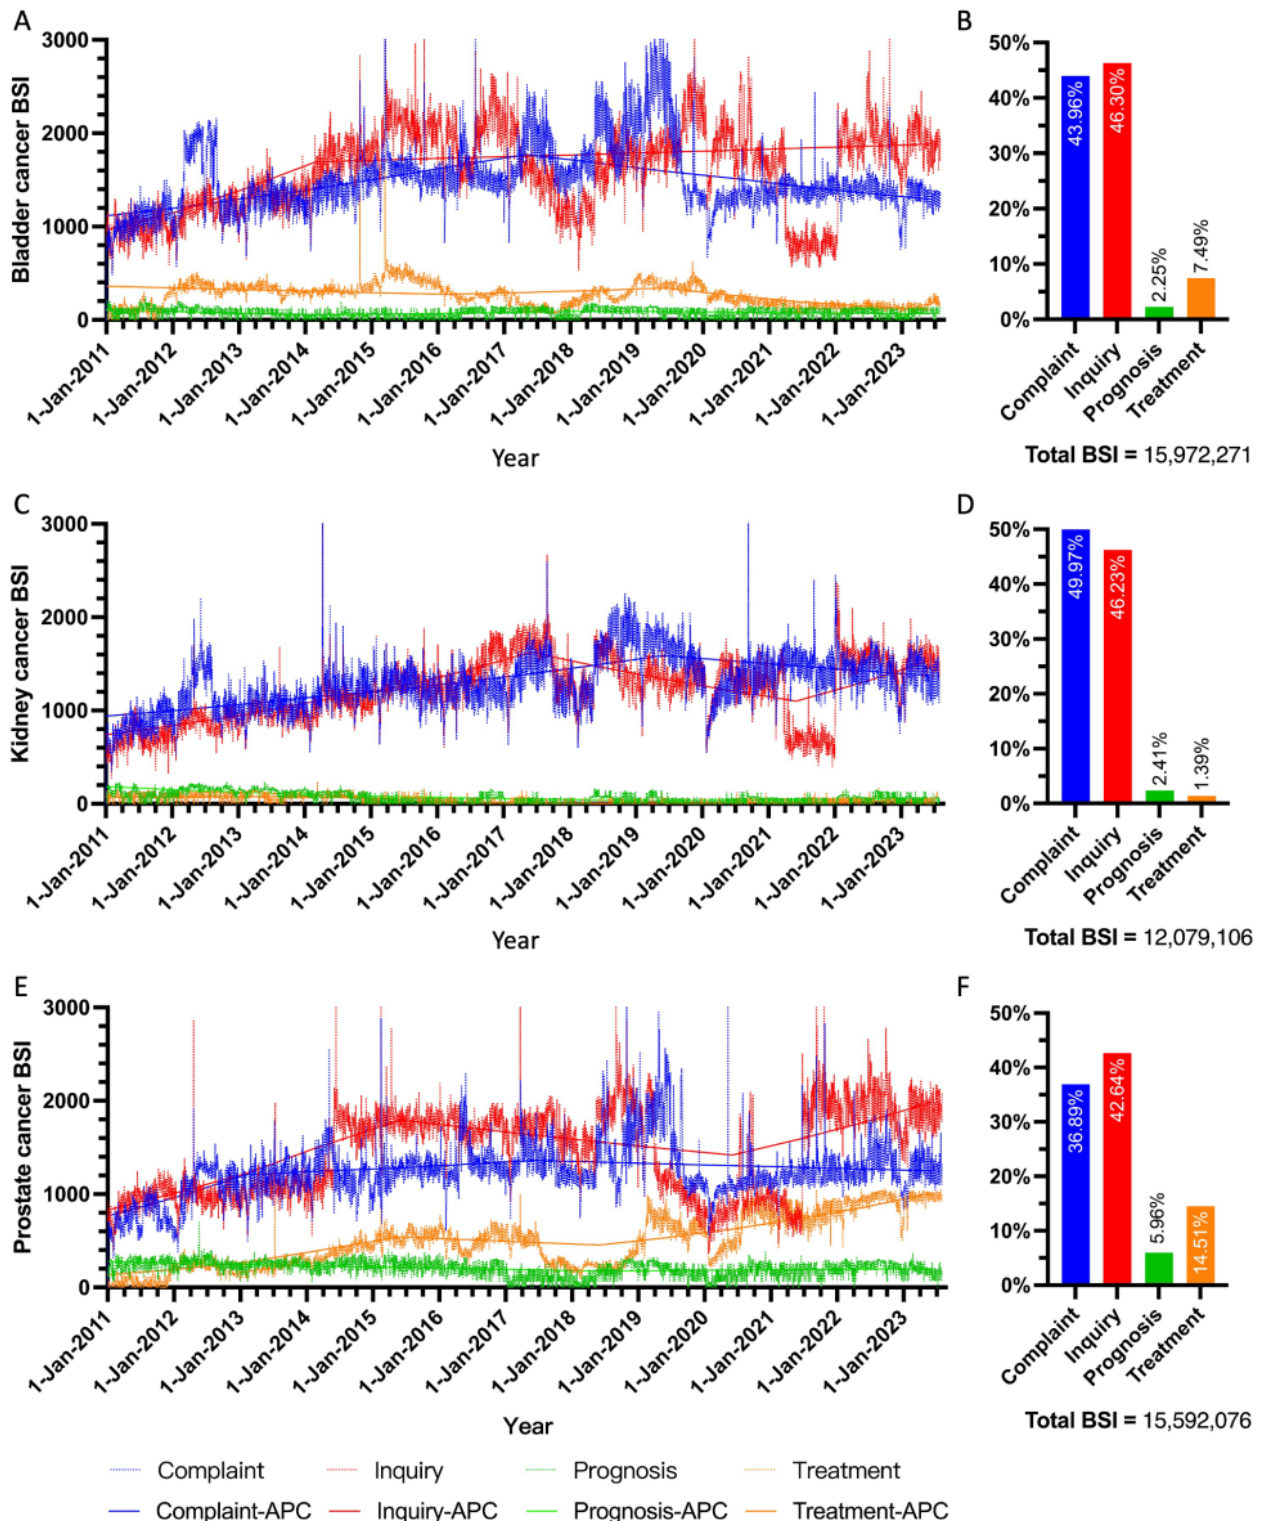 A
Bladder cancer BSI
3000
2000
1000
0
1-Jan-2011
1-Jan-2012
1-Jan-2013
1-Jan-2014
1-Jan-2015
1-Jan-2016
1-Jan-2017
1-Jan-2018
1-Jan-2019
1-Jan-2020
1-Jan-2021
1-Jan-2022
1-Jan-2023
Year
B
50%
40%
30%
20%
10%
0%
43.96%
46.30%
2.25%
7.49%
Complaint
Inquiry
Prognosis
Treatment
Total BSI = 15,972,271
C
Kidney cancer BSI
3000
2000
1000
0
1-Jan-2011
1-Jan-2012
1-Jan-2013
1-Jan-2014
1-Jan-2015
1-Jan-2016
1-Jan-2017
1-Jan-2018
1-Jan-2019
1-Jan-2020
1-Jan-2021
1-Jan-2022
1-Jan-2023
Year
D
50%
40%
30%
20%
10%
0%
49.97%
46.23%
2.41%
1.39%
Complaint
Inquiry
Prognosis
Treatment
Total BSI = 12,079,106
E
Prostate cancer BSI
3000
2000
1000
0
1-Jan-2011
1-Jan-2012
1-Jan-2013
1-Jan-2014
1-Jan-2015
1-Jan-2016
1-Jan-2017
1-Jan-2018
1-Jan-2019
1-Jan-2020
1-Jan-2021
1-Jan-2022
1-Jan-2023
Year
F
50%
40%
30%
20%
10%
0%
36.89%
42.64%
5.96%
14.51%
Complaint
Inquiry
Prognosis
Treatment
Total BSI = 15,592,076
Complaint Inquiry Prognosis Treatment
Complaint-APC Inquiry-APC Prognosis-APC Treatment-APC